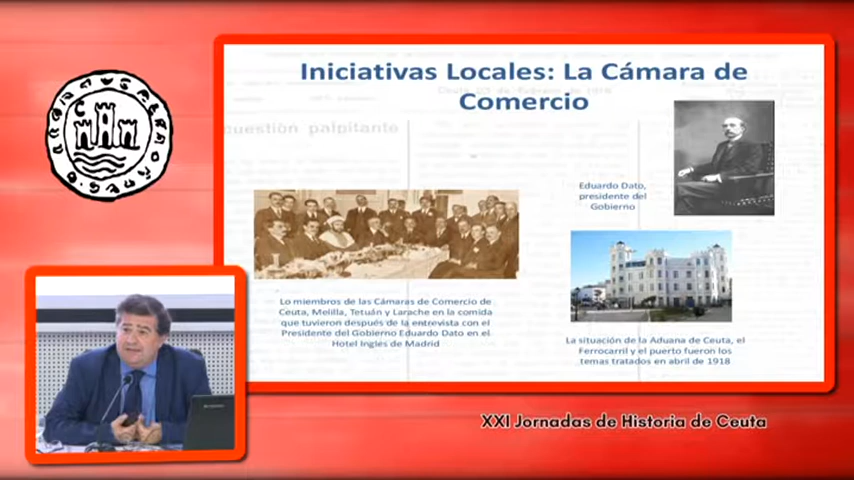 Iniciativas Locales: La Cámara de
Comercio
cuestión palpitante
Eduardo Dato,
presidente del
Gobierno
Lo miembros de las Cámaras de Comercio de
Ceuta, Melilla, Tetuán y Larache en la comida
que tuvieron después de la entrevista con el
Presidente del Gobierno Eduardo Dato en el
Hotel Ingles de Madrid
La situación de la Aduana de Ceuta, el
Ferrocarril y el puerto fueron los
temas tratados en abril de 1918
XXI Jornadas de Historia de Ceuta